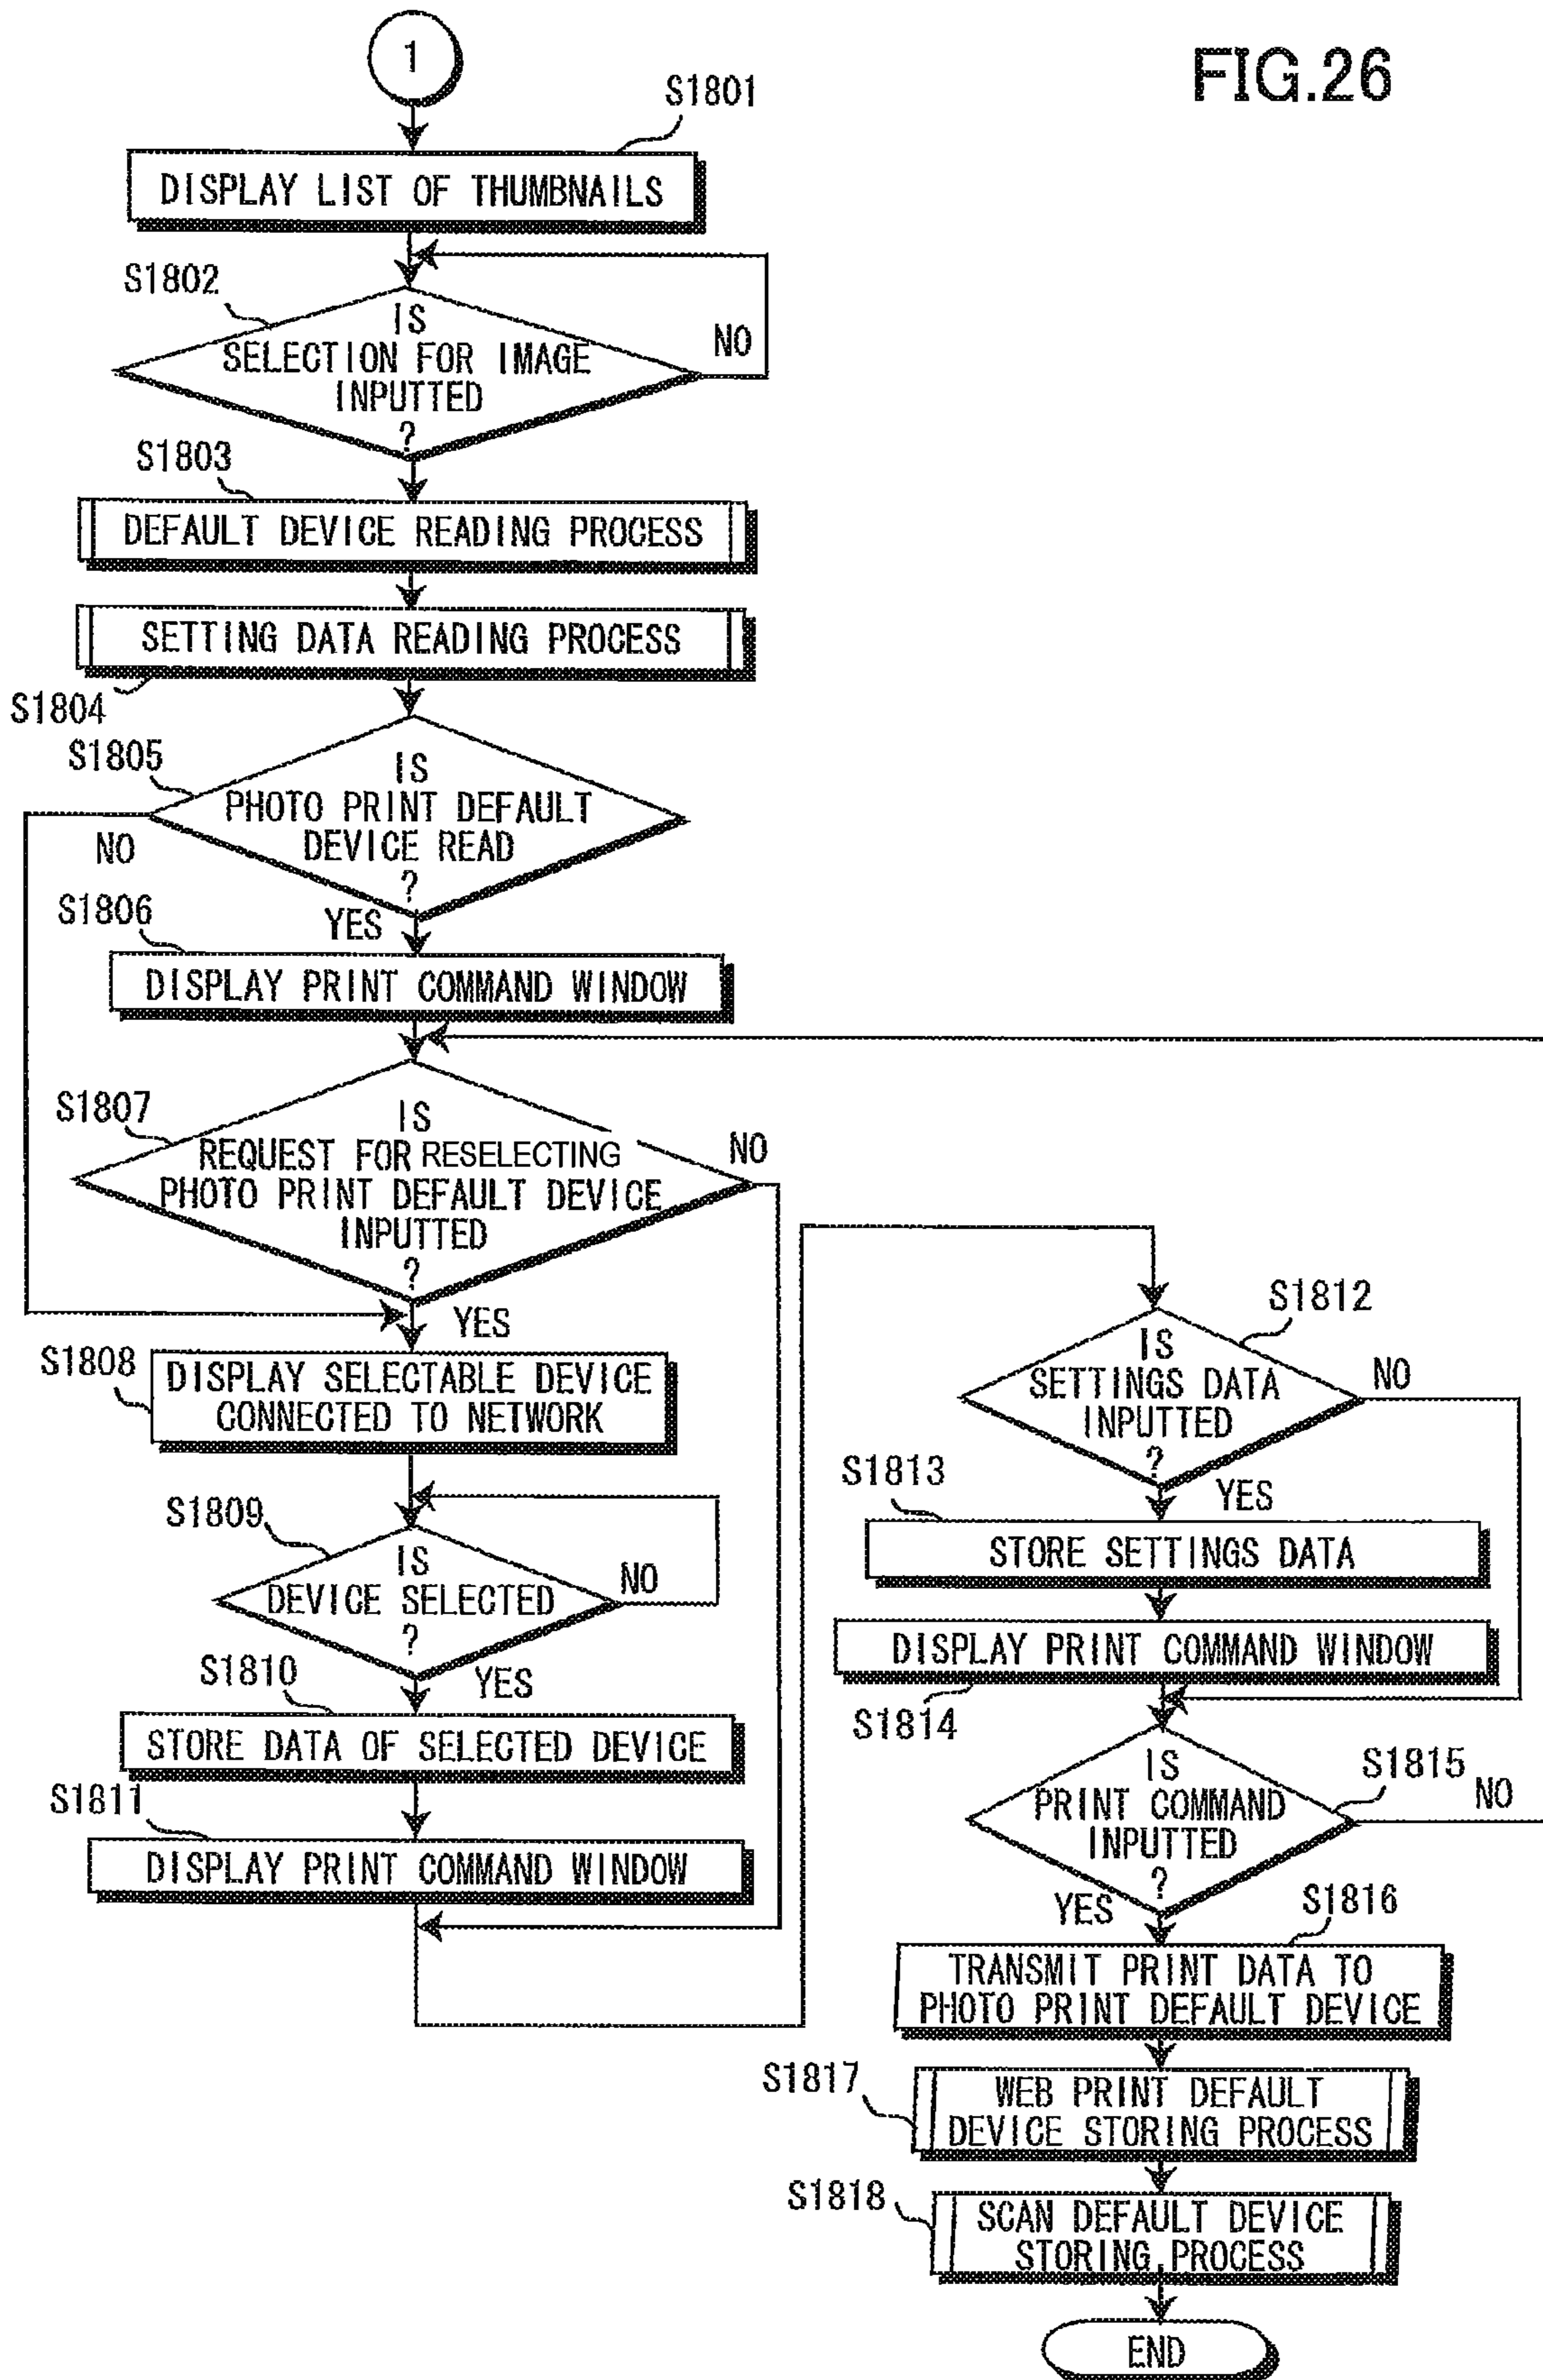 FIG.26
1
S1801
DISPLAY LIST OF THUMBNAILS
S1802
IS
SELECTION FOR IMAGE
INPUTTED
?
NO
S1803
DEFAULT DEVICE READING PROCESS
SETTING DATA READING PROCESS
S1804
S1805
IS
PHOTO PRINT DEFAULT
DEVICE READ
?
NO
YES
S1806
DISPLAY PRINT COMMAND WINDOW
S1807
IS
REQUEST FOR RESELECTING
PHOTO PRINT DEFAULT DEVICE
INPUTTED
?
NO
YES
S1808
DISPLAY SELECTABLE DEVICE
CONNECTED TO NETWORK
S1809
IS
DEVICE SELECTED
?
NO
YES
S1810
STORE DATA OF SELECTED DEVICE
S1811
DISPLAY PRINT COMMAND WINDOW
S1812
IS
SETTINGS DATA
INPUTTED
?
NO
YES
S1813
STORE SETTINGS DATA
DISPLAY PRINT COMMAND WINDOW
S1814
IS
PRINT COMMAND
INPUTTED
?
S1815
NO
YES
S1816
TRANSMIT PRINT DATA TO
PHOTO PRINT DEFAULT DEVICE
S1817
WEB PRINT DEFAULT
DEVICE STORING PROCESS
S1818
SCAN DEFAULT DEVICE
STORING PROCESS
END